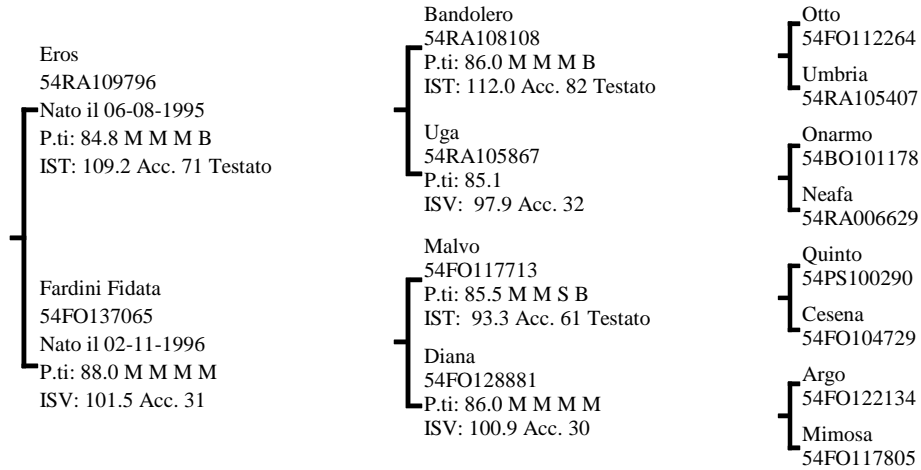 Eros
54RA109796
Nato il 06-08-1995
P.ti: 84.8 M M M B
IST: 109.2 Acc. 71 Testato
Fardini Fidata
54FO137065
Nato il 02-11-1996
P.ti: 88.0 M M M M
ISV: 101.5 Acc. 31
Bandolero
54RA108108
P.ti: 86.0 M M M B
IST: 112.0 Acc. 82 Testato
Uga
54RA105867
P.ti: 85.1
ISV: 97.9 Acc. 32
Malvo
54FO117713
P.ti: 85.5 M M S B
IST: 93.3 Acc. 61 Testato
Diana
54FO128881
P.ti: 86.0 M M M M
ISV: 100.9 Acc. 30
Otto
54FO112264
Umbria
54RA105407
Onarmo
54BO101178
Neafa
54RA006629
Quinto
54PS100290
Cesena
54FO104729
Argo
54FO122134
Mimosa
54FO117805